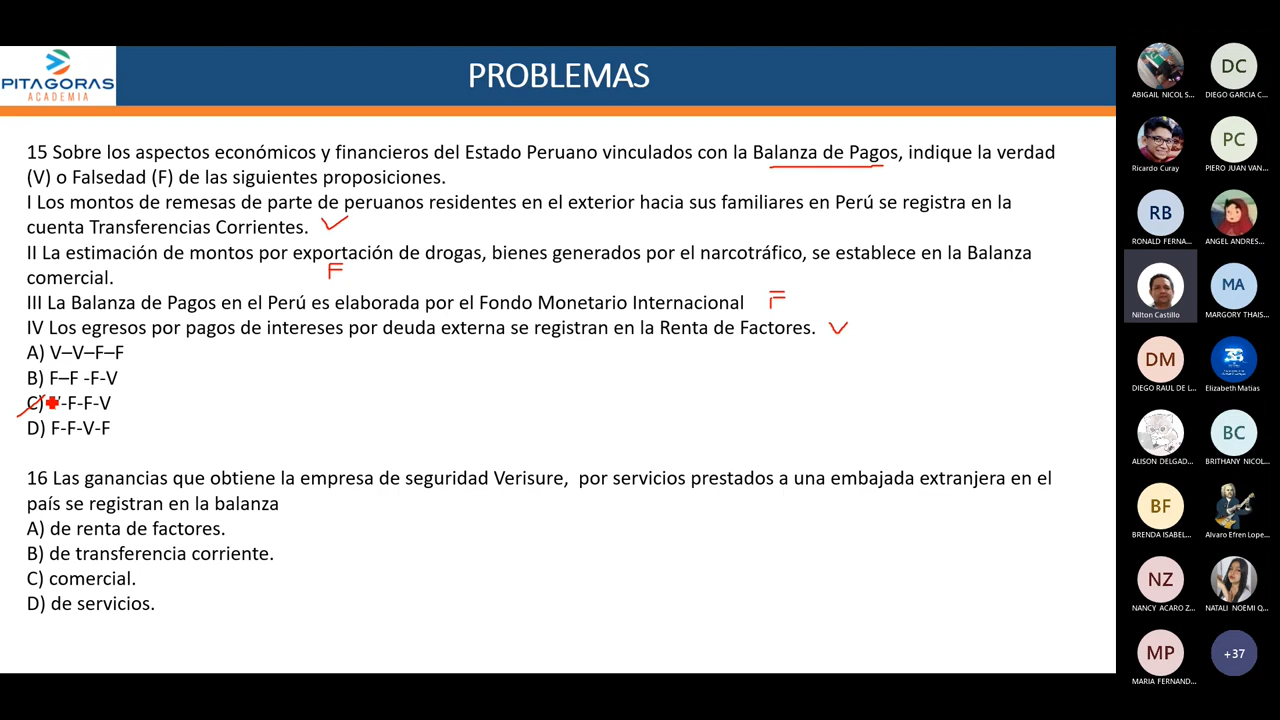 PITAGORAS
ACADEMIA
PROBLEMAS
15 Sobre los aspectos económicos y financieros del Estado Peruano vinculados con la Balanza de Pagos, indique la verdad
(V) o Falsedad (F) de las siguientes proposiciones.
I Los montos de remesas de parte de peruanos residentes en el exterior hacia sus familiares en Perú se registra en la
cuenta Transferencias Corrientes.
II La estimación de montos por exportación de drogas, bienes generados por el narcotráfico, se establece en la Balanza
comercial.
F
III La Balanza de Pagos en el Perú es elaborada por el Fondo Monetario Internacional F
IV Los egresos por pagos de intereses por deuda externa se registran en la Renta de Factores. V
A) V–V–F–F
B) F–F -F-V
C) V-F-F-V
D) F-F-V-F
16 Las ganancias que obtiene la empresa de seguridad Verisure, por servicios prestados a una embajada extranjera en el
país se registran en la balanza
A) de renta de factores.
B) de transferencia corriente.
C) comercial.
D) de servicios.
ABIGAIL NICOL S...
DC
DIEGO GARCIA C...
Ricardo Curay
PC
PIERO JUAN VAN...
RB
RONALD FERNA...
ANGEL ANDRES...
Nilton Castillo
MA
MARGORY THAIS...
DM
DIEGO RAUL DE L...
Elizabeth Matias
ALISON DELGAD...
BC
BRITHANY NICOL...
BF
BRENDA ISABEL...
Alvaro Efren Lope...
NZ
NANCY ACARO Z...
NATALI NOEMI Q...
MP
MARIA FERNAND...
+37